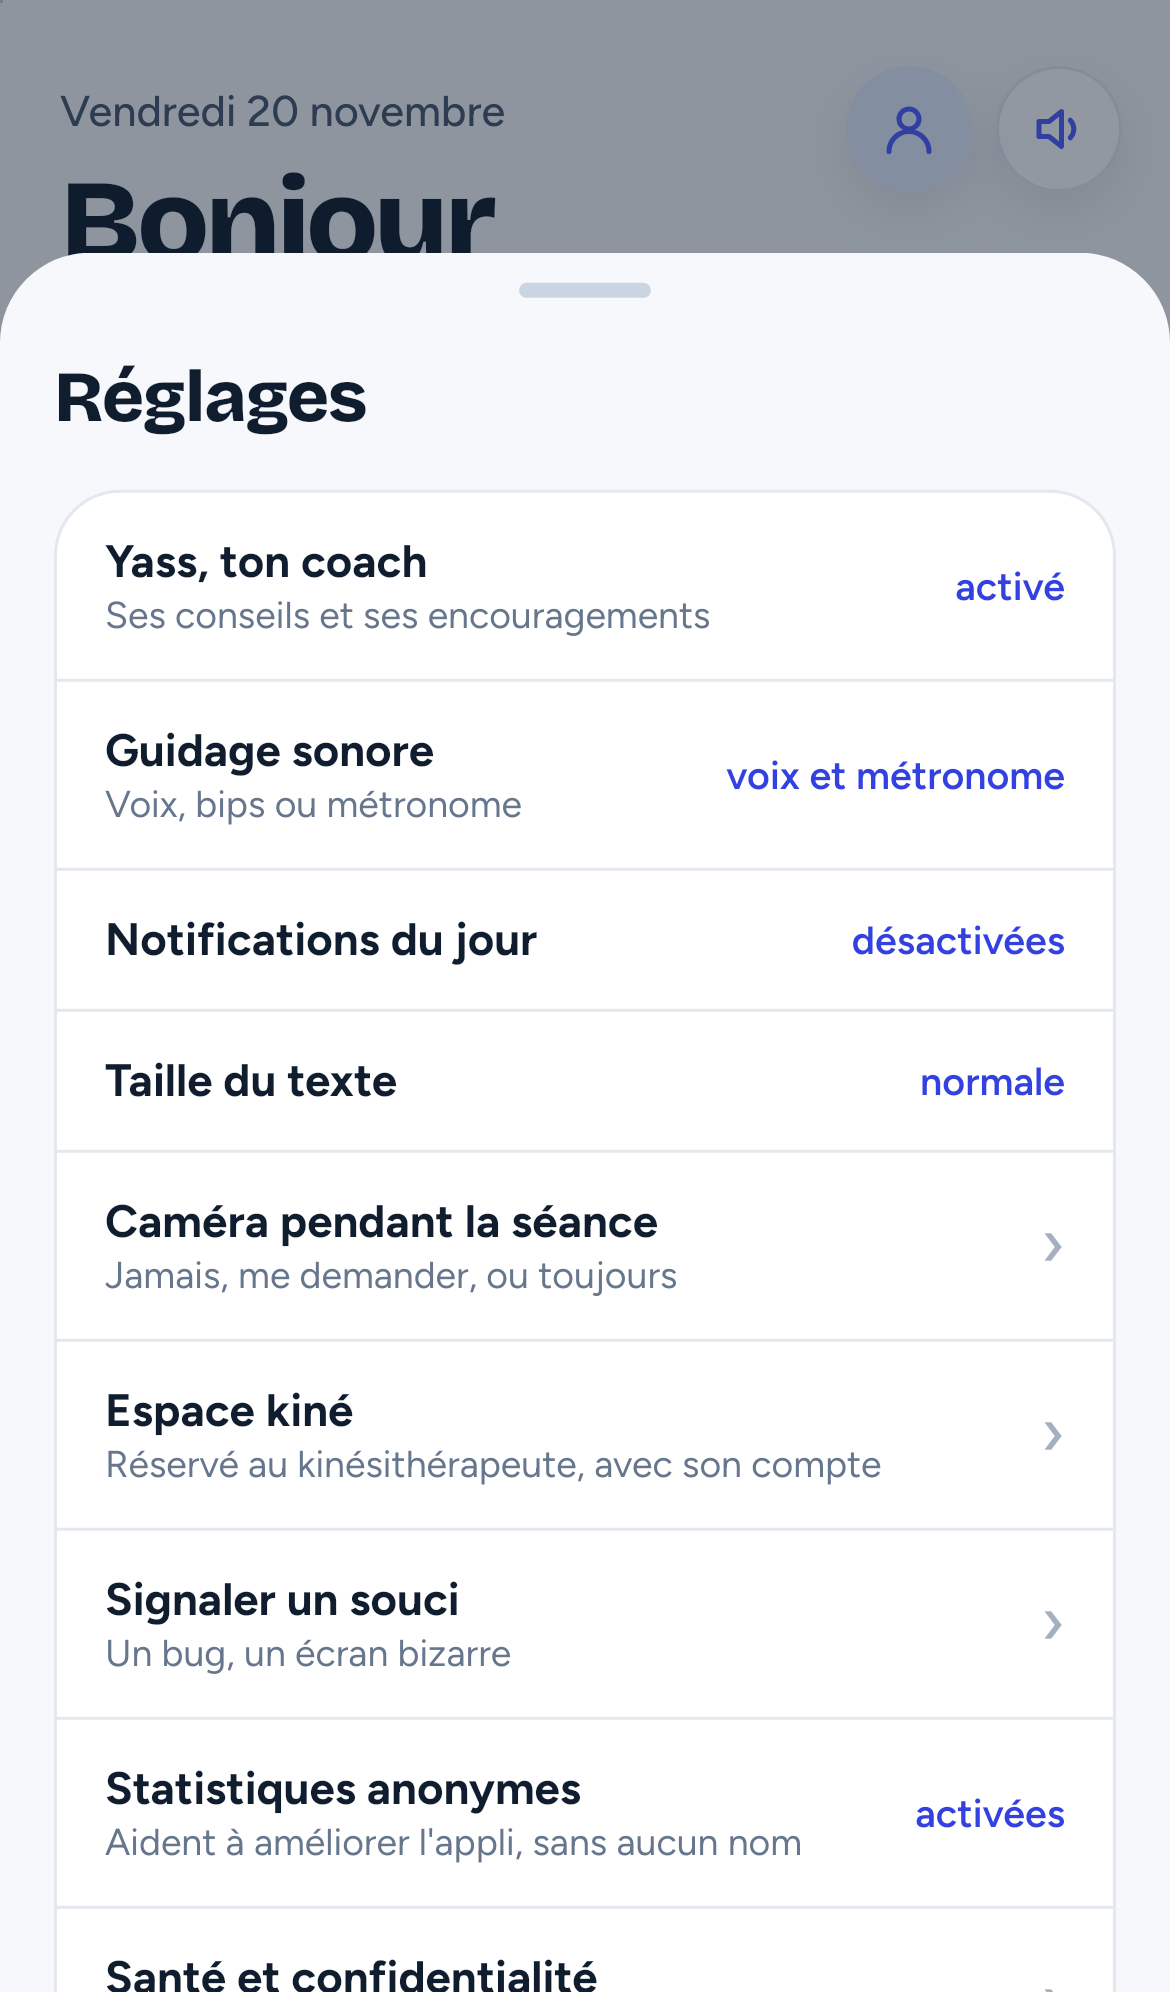 Vendredi 20 novembre
Bonjour
Réglages
Yass, ton coach
Ses conseils et ses encouragements
activé
Guidage sonore
Voix, bips ou métronome
voix et métronome
Notifications du jour
désactivées
Taille du texte
normale
Caméra pendant la séance
Jamais, me demander, ou toujours
Espace kiné
Réservé au kinésithérapeute, avec son compte
Signaler un souci
Un bug, un écran bizarre
Statistiques anonymes
Aident à améliorer l'appli, sans aucun nom
activées
Santé et confidentialité